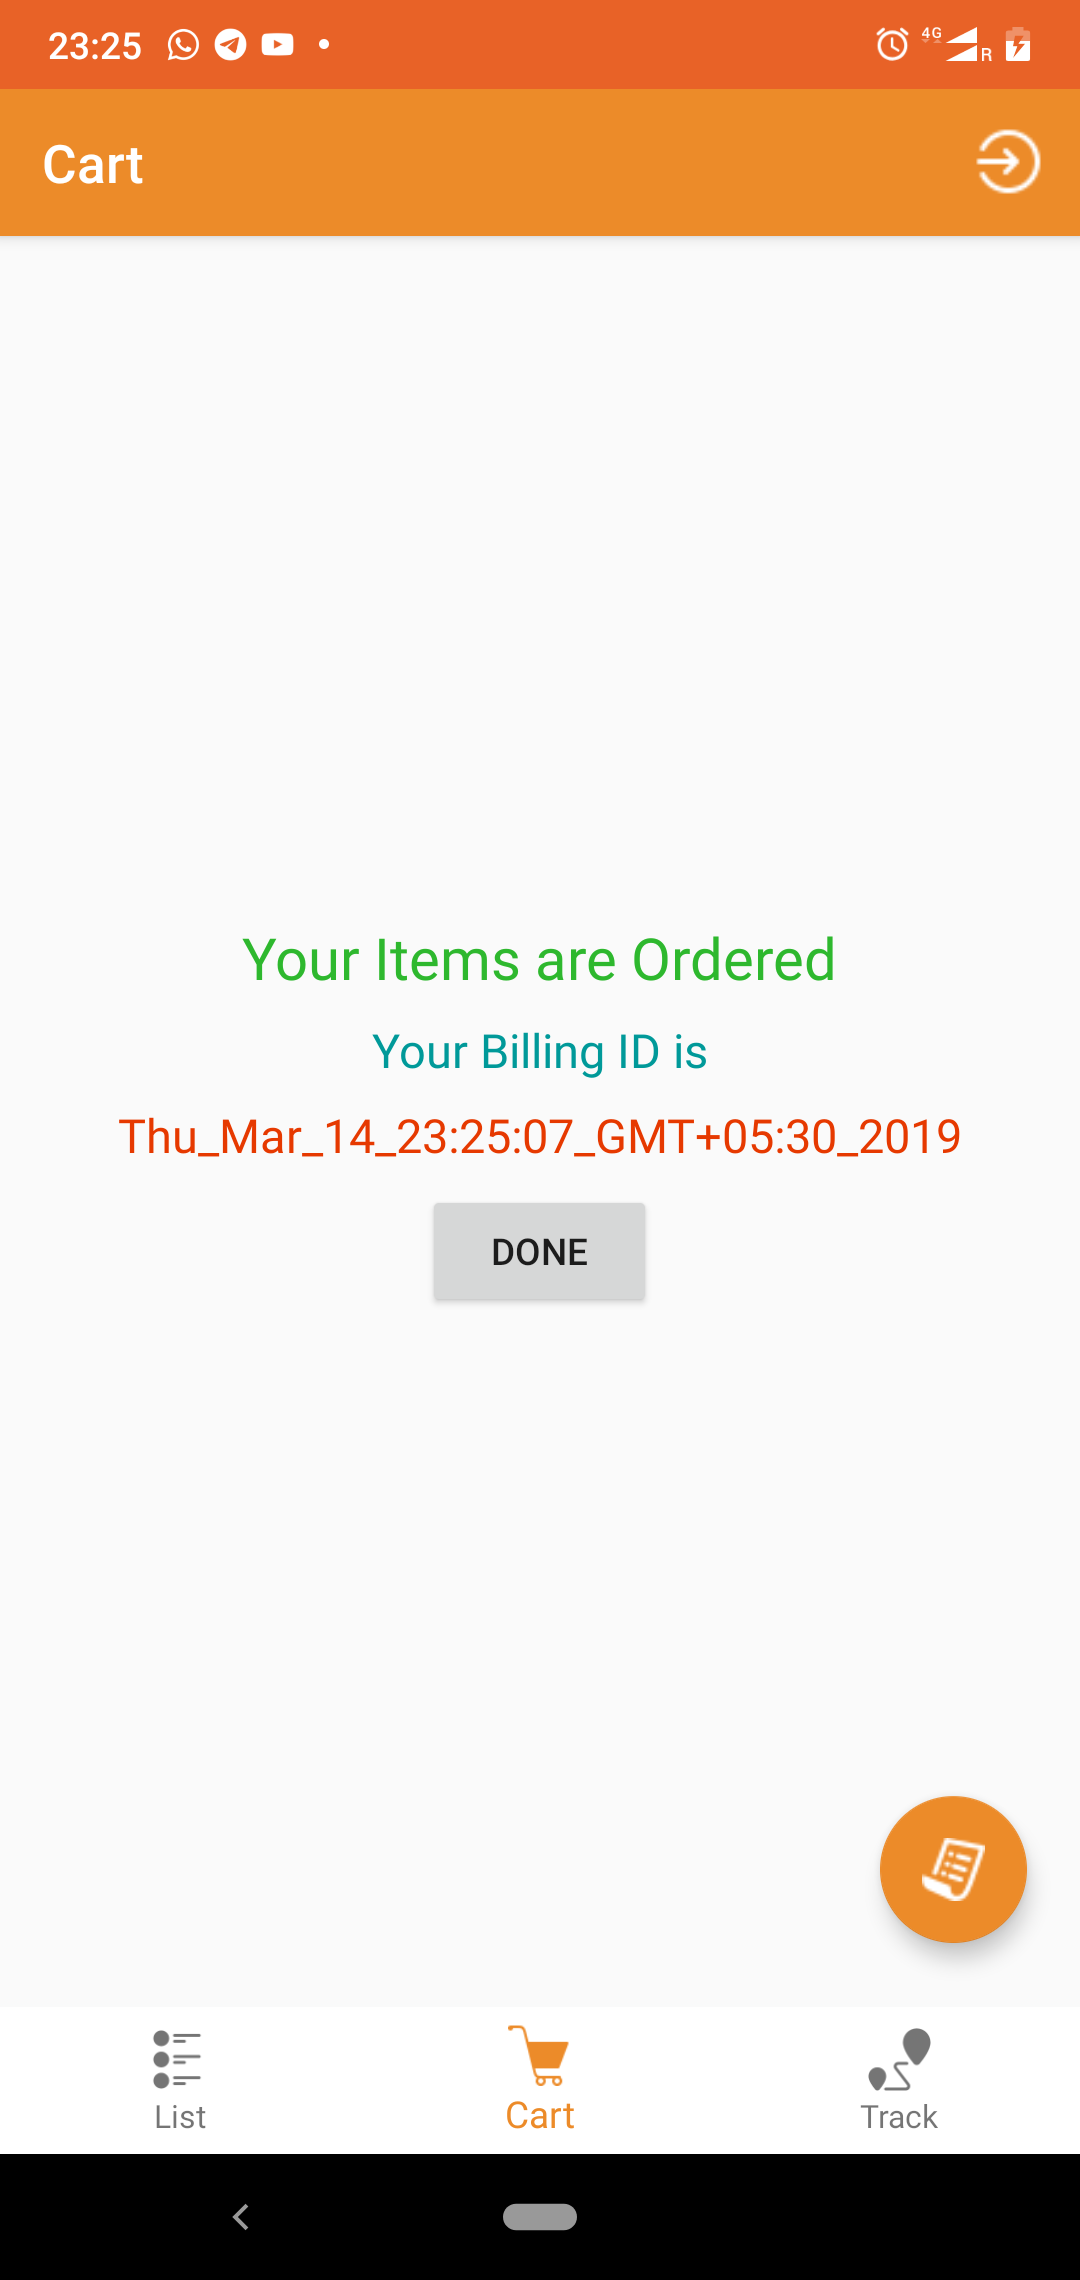 23:25
4G
R
Cart
Your Items are Ordered
Your Billing ID is
Thu_Mar_14_23:25:07_GMT+05:30_2019
DONE
List
Cart
Track